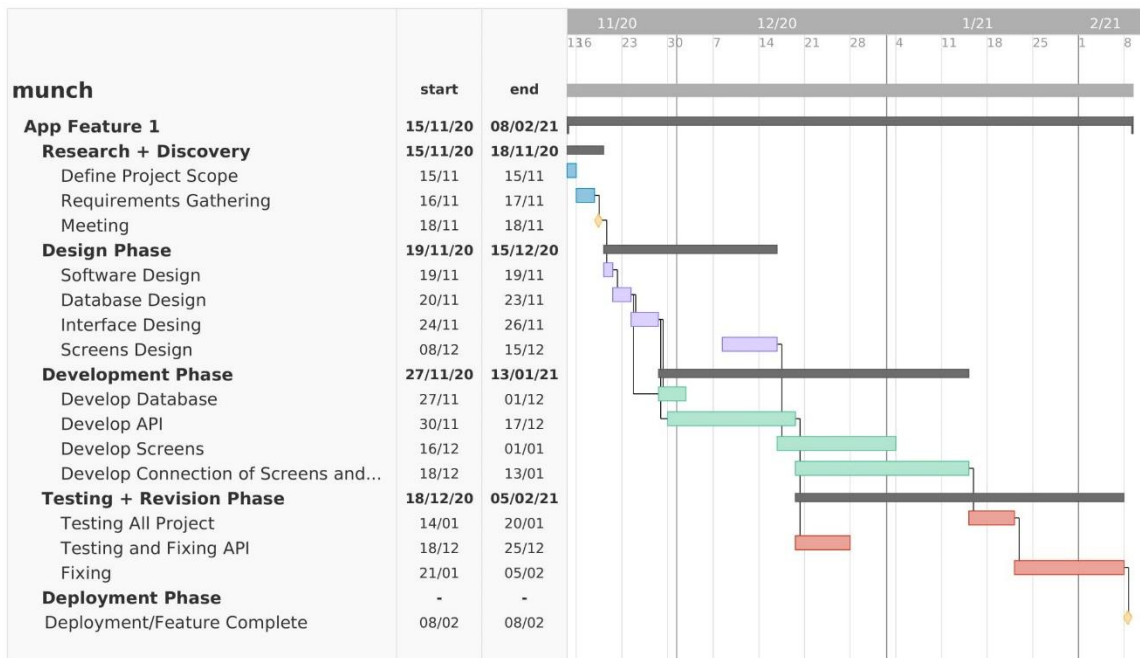 11/20 12/20 1/21 2/21
13 16 23 30 7 14 21 28 4 11 18 25 1 8
munch start end
App Feature 1 15/11/20 08/02/21
Research + Discovery 15/11/20 18/11/20
Define Project Scope 15/11 15/11
Requirements Gathering 16/11 17/11
Meeting 18/11 18/11
Design Phase 19/11/20 15/12/20
Software Design 19/11 19/11
Database Design 20/11 23/11
Interface Desing 24/11 26/11
Screens Design 08/12 15/12
Development Phase 27/11/20 13/01/21
Develop Database 27/11 01/12
Develop API 30/11 17/12
Develop Screens 16/12 01/01
Develop Connection of Screens and... 18/12 13/01
Testing + Revision Phase 18/12/20 05/02/21
Testing All Project 14/01 20/01
Testing and Fixing API 18/12 25/12
Fixing 21/01 05/02
Deployment Phase - -
Deployment/Feature Complete 08/02 08/02